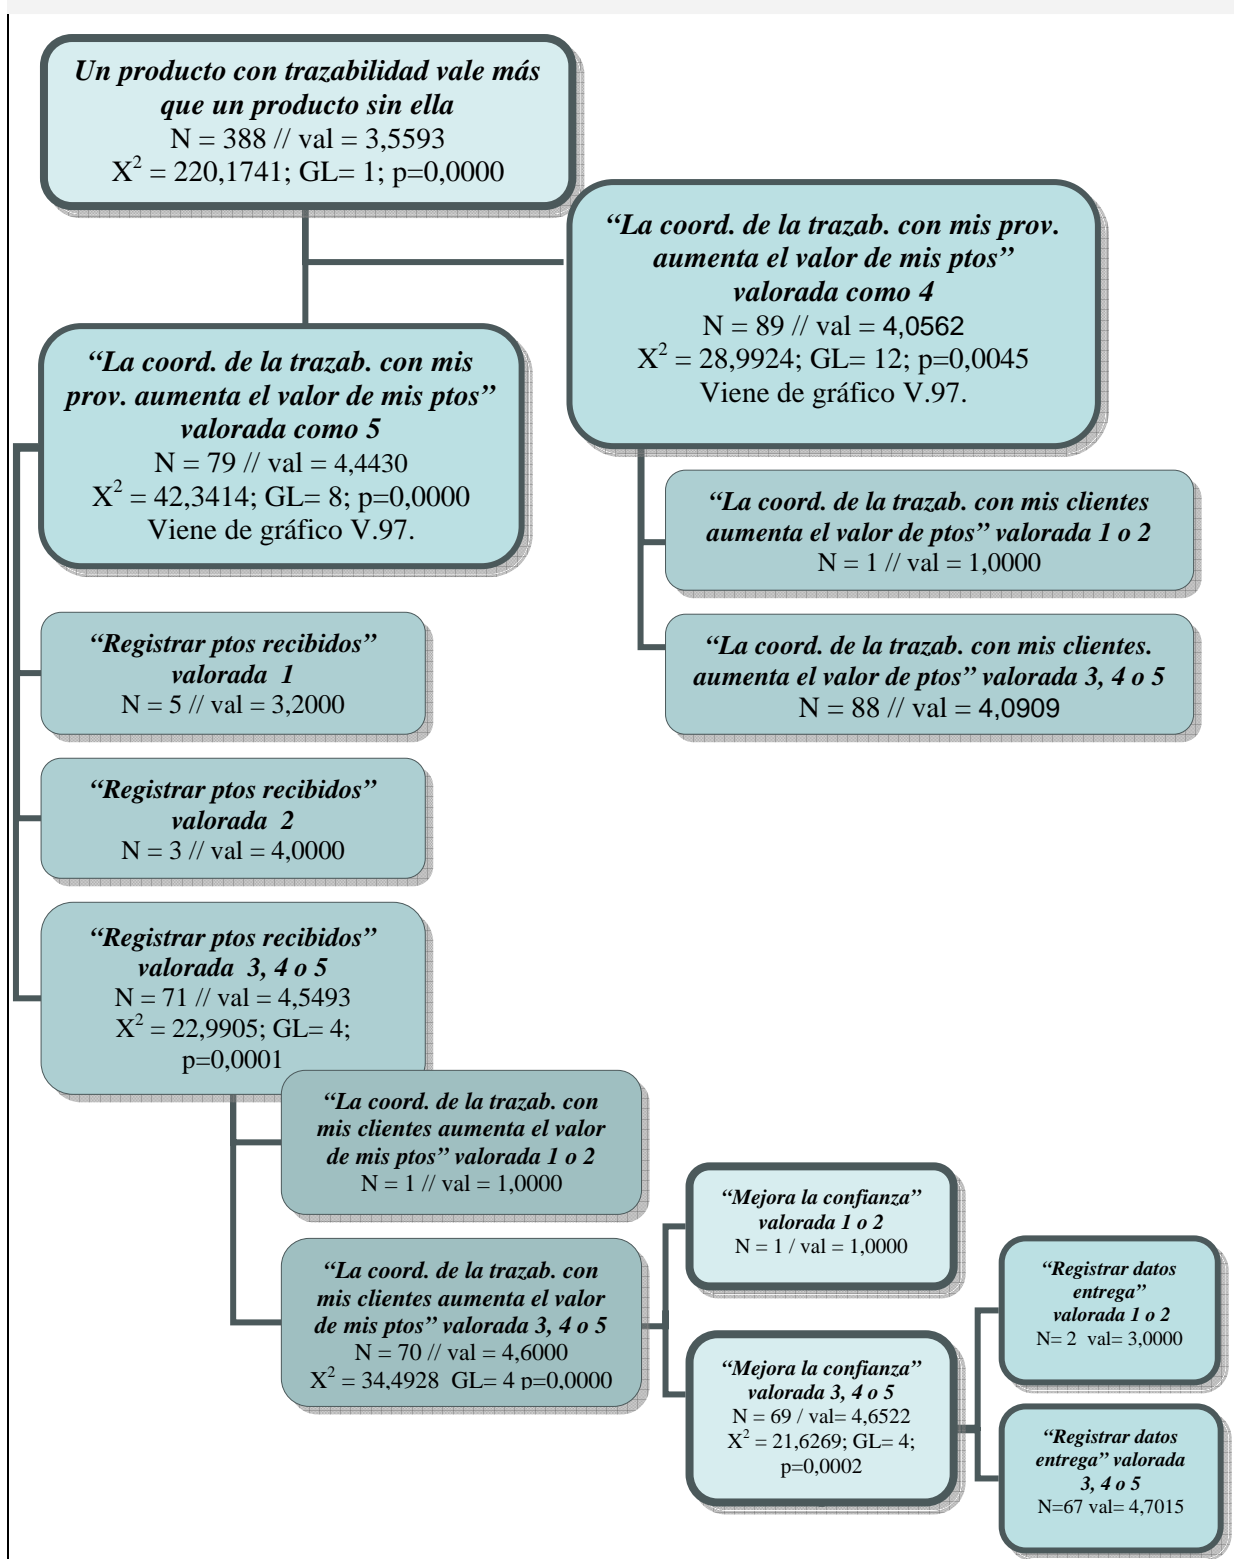 Un producto con trazabilidad vale más
que un producto sin ella
N = 388 // val = 3,5593
X² = 220,1741; GL= 1; p=0,0000
“La coord. de la trazab. con mis prov.
aumenta el valor de mis ptos”
valorada como 4
N = 89 // val = 4,0562
X² = 28,9924; GL= 12; p=0,0045
Viene de gráfico V.97.
“La coord. de la trazab. con mis
prov. aumenta el valor de mis ptos”
valorada como 5
N = 79 // val = 4,4430
X² = 42,3414; GL= 8; p=0,0000
Viene de gráfico V.97.
“La coord. de la trazab. con mis clientes
aumenta el valor de ptos” valorada 1 o 2
N = 1 // val = 1,0000
“La coord. de la trazab. con mis clientes.
aumenta el valor de ptos” valorada 3, 4 o 5
N = 88 // val = 4,0909
“Registrar ptos recibidos”
valorada 1
N = 5 // val = 3,2000
“Registrar ptos recibidos”
valorada 2
N = 3 // val = 4,0000
“Registrar ptos recibidos”
valorada 3, 4 o 5
N = 71 // val = 4,5493
X² = 22,9905; GL= 4;
p=0,0001
“La coord. de la trazab. con
mis clientes aumenta el valor
de mis ptos” valorada 1 o 2
N = 1 // val = 1,0000
“La coord. de la trazab. con
mis clientes aumenta el valor
de mis ptos” valorada 3, 4 o 5
N = 70 // val = 4,6000
X² = 34,4928 GL= 4 p=0,0000
“Mejora la confianza”
valorada 1 o 2
N = 1 / val = 1,0000
“Mejora la confianza”
valorada 3, 4 o 5
N = 69 / val= 4,6522
X² = 21,6269; GL= 4;
p=0,0002
“Registrar datos
entrega”
valorada 1 o 2
N= 2 val= 3,0000
“Registrar datos
entrega” valorada
3, 4 o 5
N=67 val= 4,7015